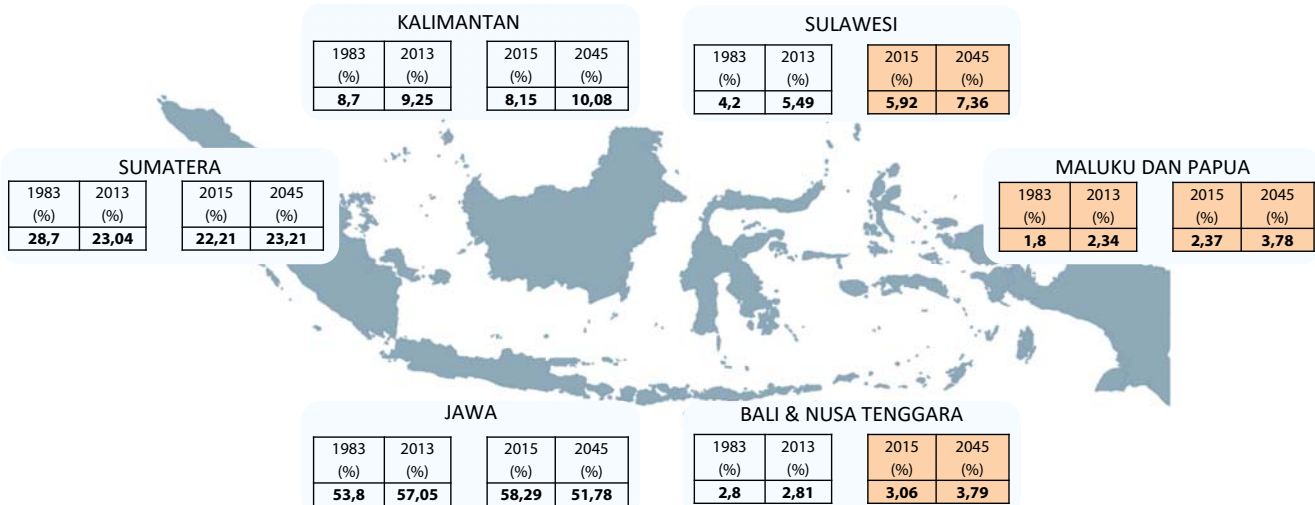 KALIMANTAN
1983 2013 2015 2045
(%) (%) (%) (%)
8,7 9,25 8,15 10,08
SULAWESI
1983 2013 2015 2045
(%) (%) (%) (%)
4,2 5,49 5,92 7,36
SUMATERA
1983 2013 2015 2045
(%) (%) (%) (%)
28,7 23,04 22,21 23,21
MALUKU DAN PAPUA
1983 2013 2015 2045
(%) (%) (%) (%)
1,8 2,34 2,37 3,78
JAWA
1983 2013 2015 2045
(%) (%) (%) (%)
53,8 57,05 58,29 51,78
BALI & NUSA TENGGARA
1983 2013 2015 2045
(%) (%) (%) (%)
2,8 2,81 3,06 3,79